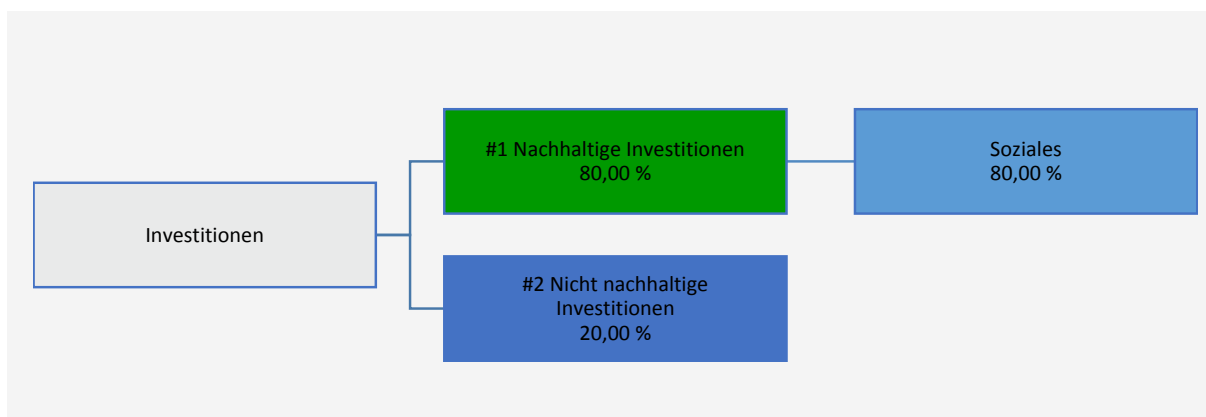 #1 Nachhaltige Investitionen
80,00 %
Soziales
80,00 %
Investitionen
#2 Nicht nachhaltige
Investitionen
20,00 %